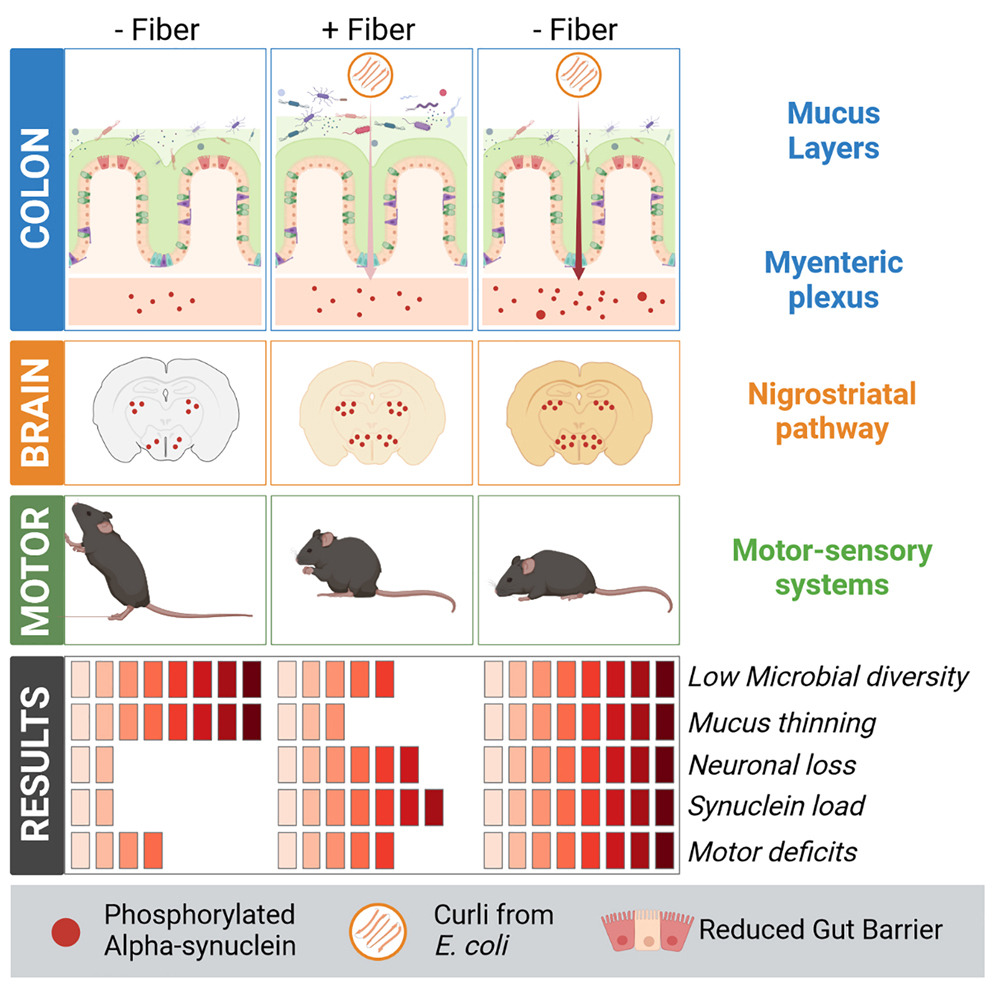 - Fiber
+ Fiber
- Fiber
COLON
Mucus
Layers
Myenteric
plexus
BRAIN
Nigrostriatal
pathway
MOTOR
Motor-sensory
systems
RESULTS
Low Microbial diversity
Mucus thinning
Neuronal loss
Synuclein load
Motor deficits
Phosphorylated
Alpha-synuclein
Curli from
E. coli
Reduced Gut Barrier